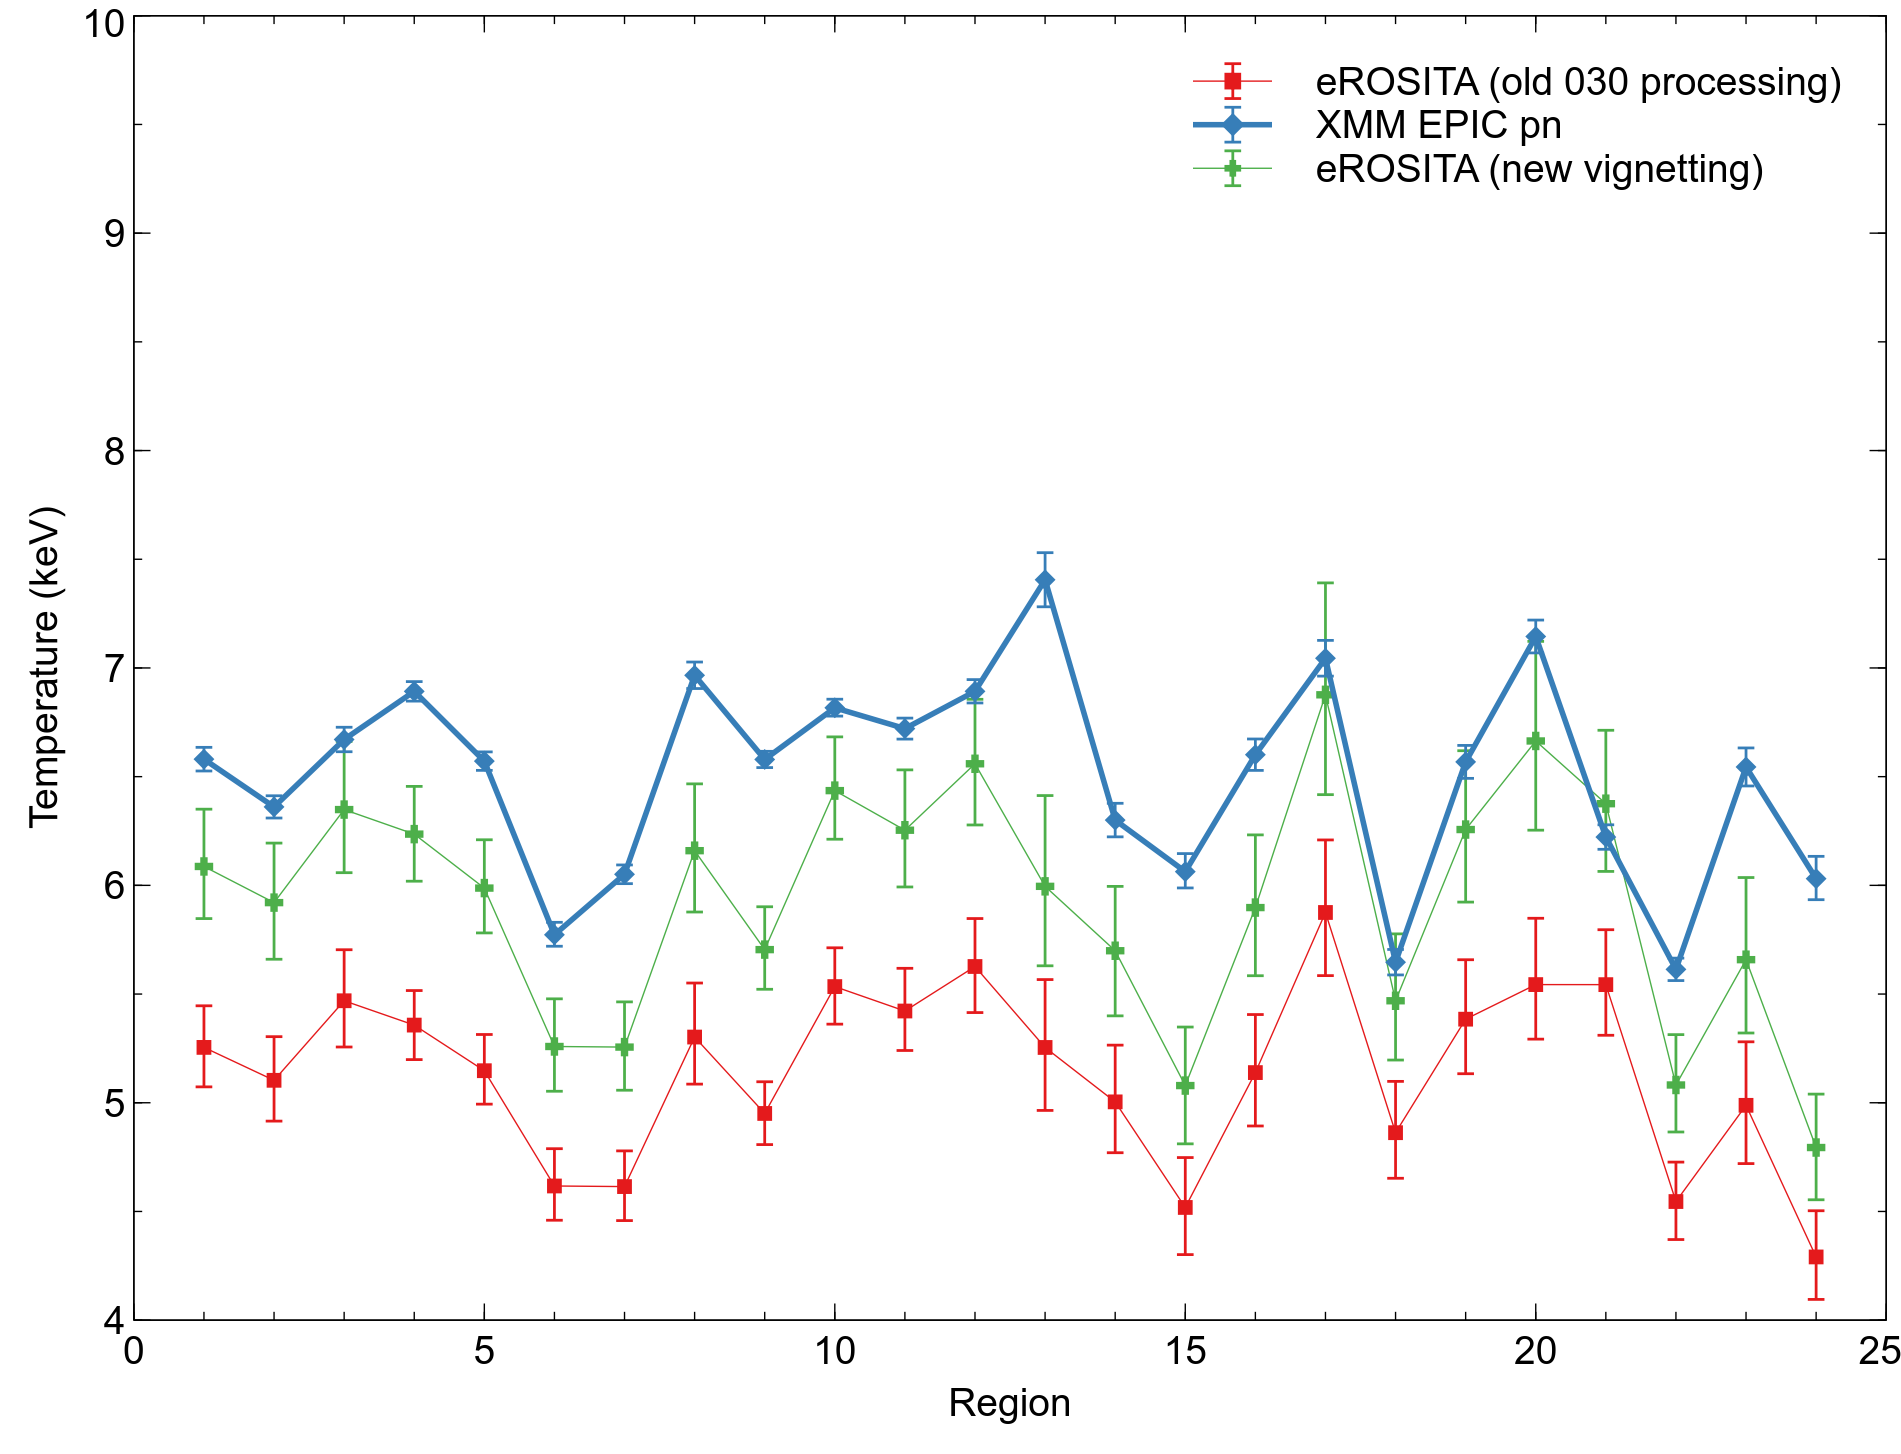 10
9
8
7
6
5
4
0 5 10 15 20 25
Temperature (keV)
Region
eROSITA (old 030 processing)
XMM EPIC pn
eROSITA (new vignetting)